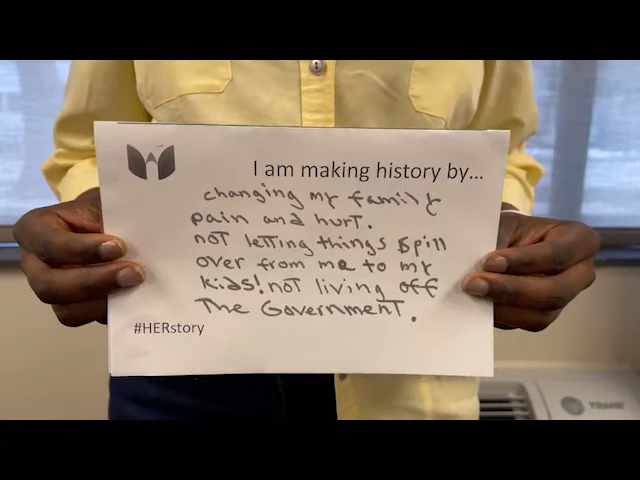 I am making history by...
changing my family
pain and hurt.
not letting things spill
over from me to my
kids! not living off
The Government.
#HERstory
TRANE